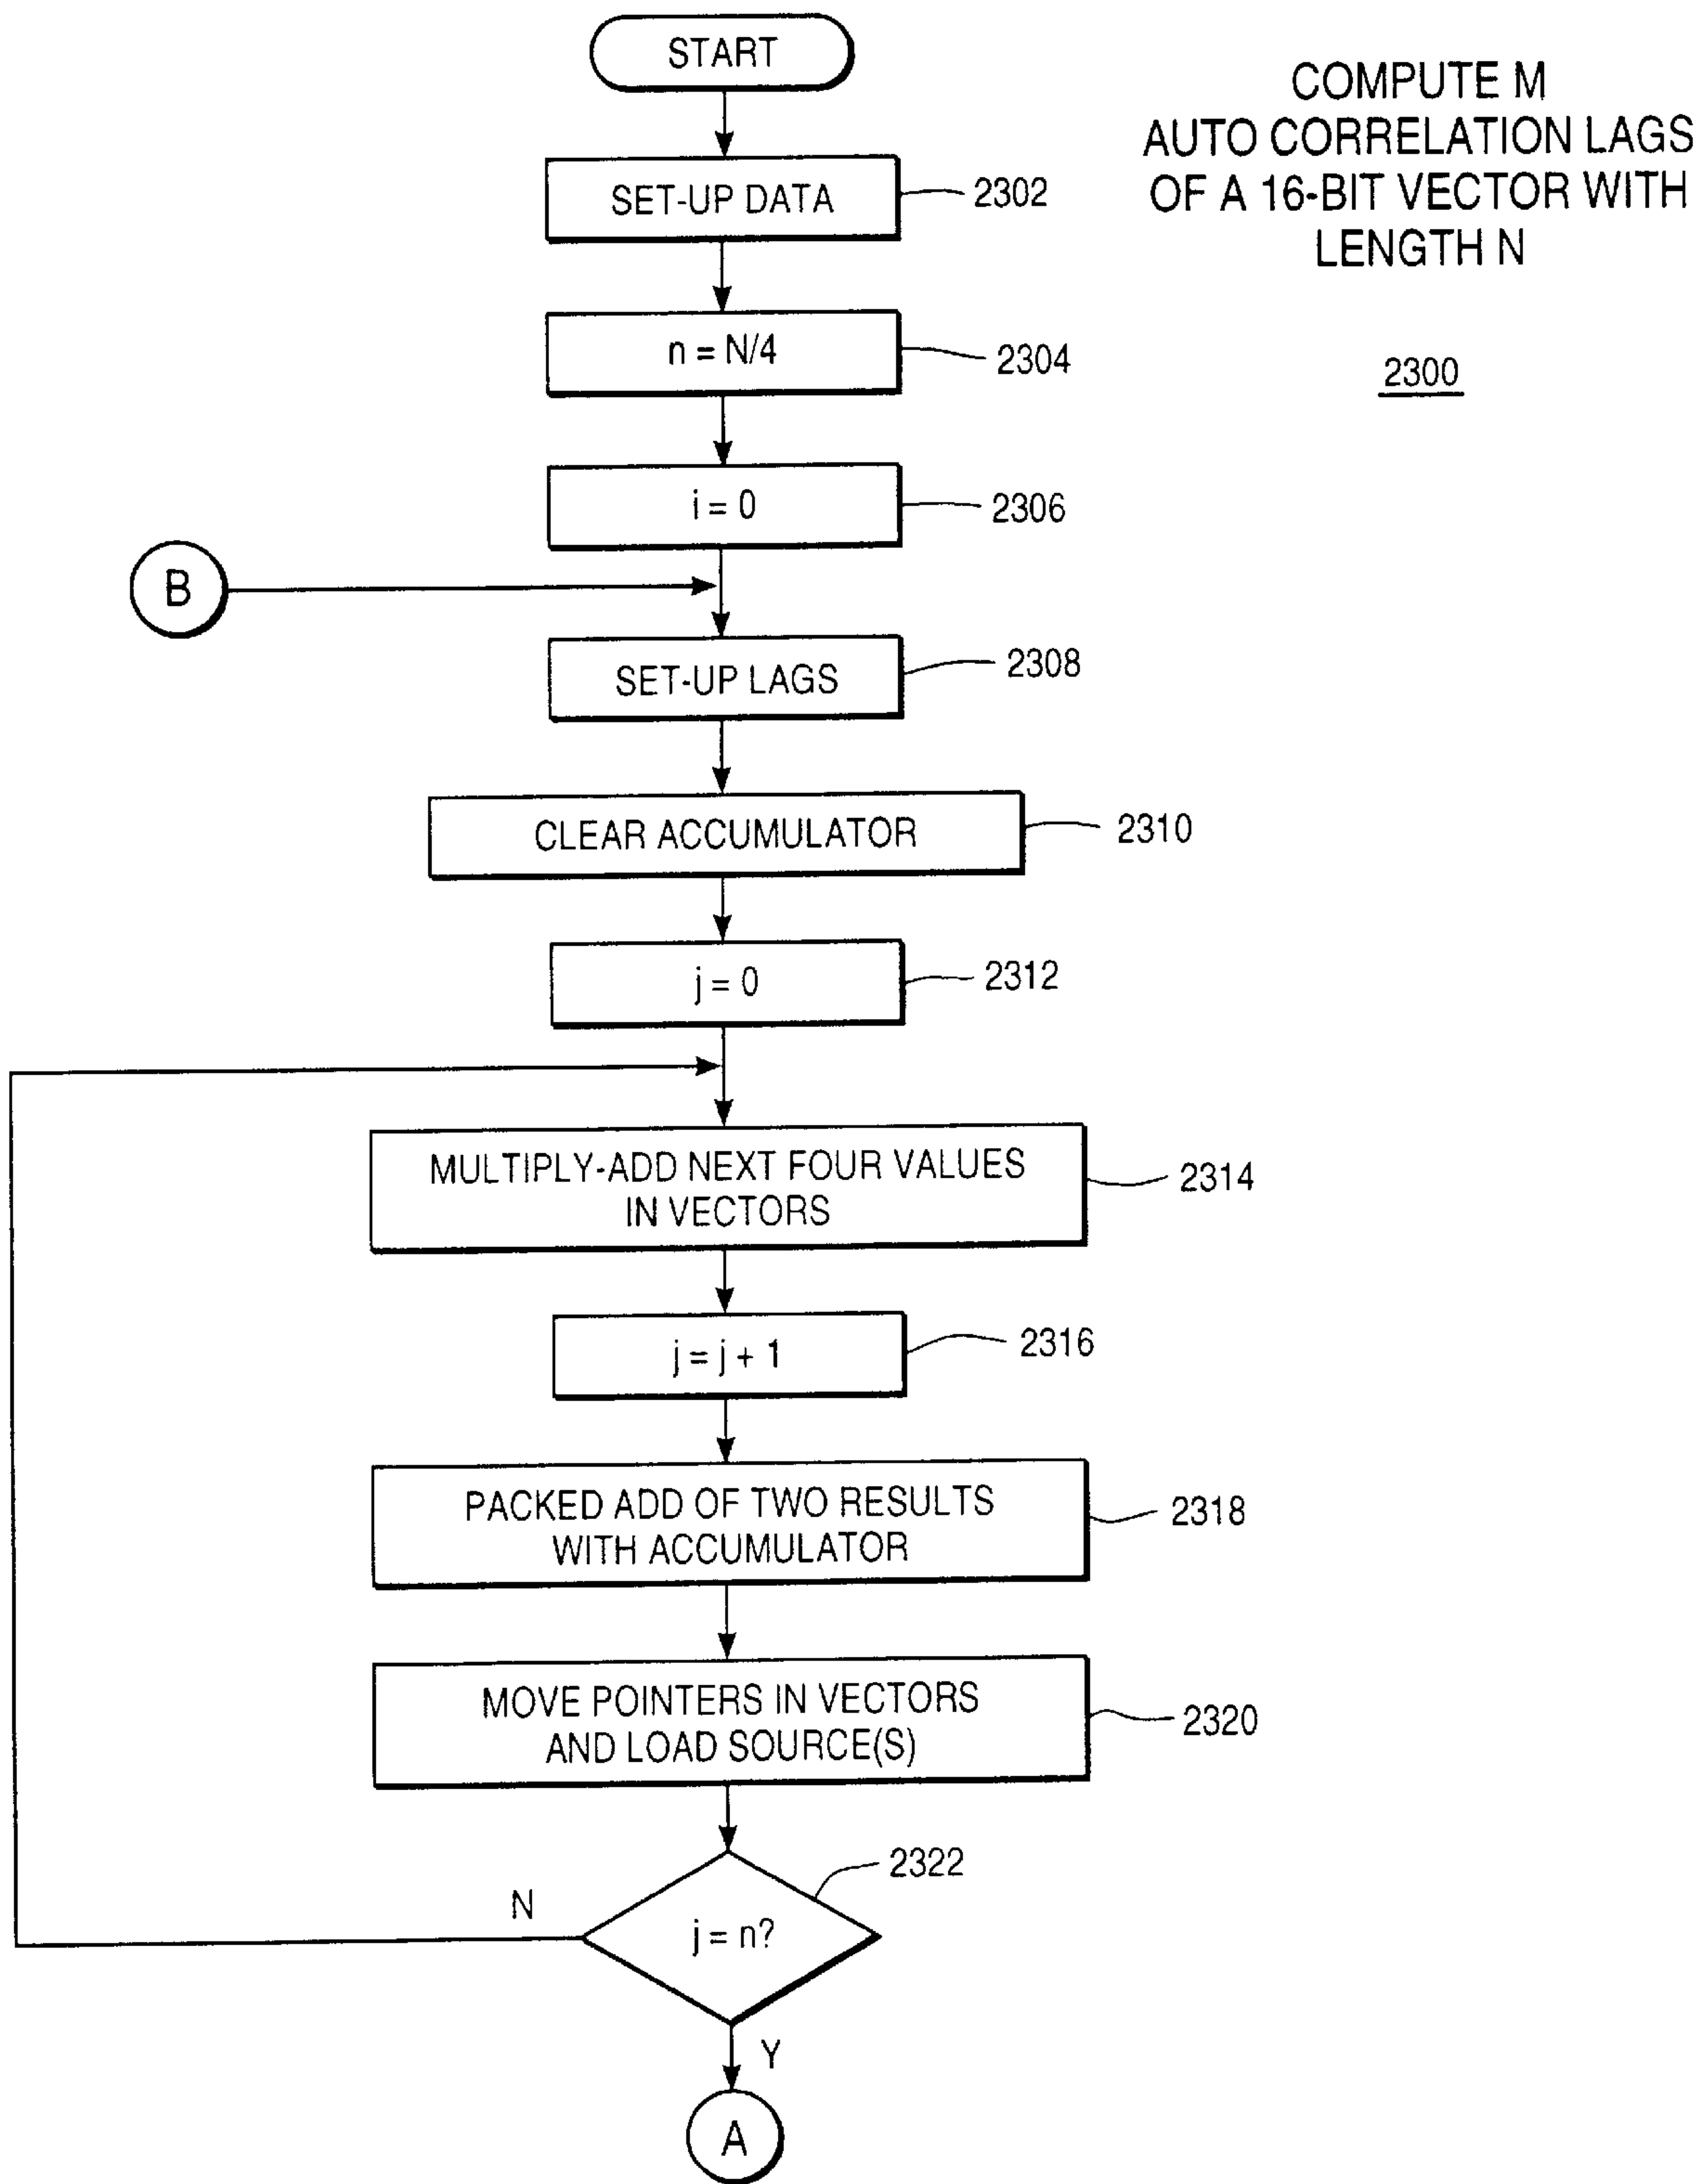 START
COMPUTE M
AUTO CORRELATION LAGS
OF A 16-BIT VECTOR WITH
LENGTH N
2300
SET-UP DATA
2302
n = N/4
2304
i = 0
2306
B
SET-UP LAGS
2308
CLEAR ACCUMULATOR
2310
j = 0
2312
MULTIPLY-ADD NEXT FOUR VALUES
IN VECTORS
2314
j = j + 1
2316
PACKED ADD OF TWO RESULTS
WITH ACCUMULATOR
2318
MOVE POINTERS IN VECTORS
AND LOAD SOURCE(S)
2320
2322
N
j = n?
Y
A